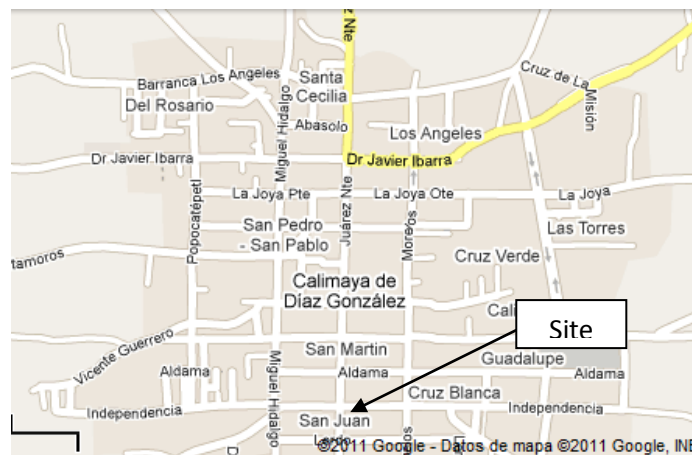 z Nte
Cruz de La
Misión
Santa
Cecilia
Barranca Los Angeles
Del Rosario
Miguel Hidalgo
Abasolo
Los Angeles
Dr Javier Ibarra
Dr Javier Ibarra
La Joya Pte
La Joya Ote
La Joya
Popocatépetl
Juárez Nte
Morelos
San Pedro
- San Pablo
Las Torres
tamoros
Cruz Verde
Calimaya de
Díaz González
Cali
Site
Vicente Guerrero
San Martin
Guadalupe
Aldama
Aldama
Aldama
Miguel Hidalgo
Cruz Blanca
Independencia
Independencia
San Juan
©2011 Google - Datos de mapa ©2011 Google, INE